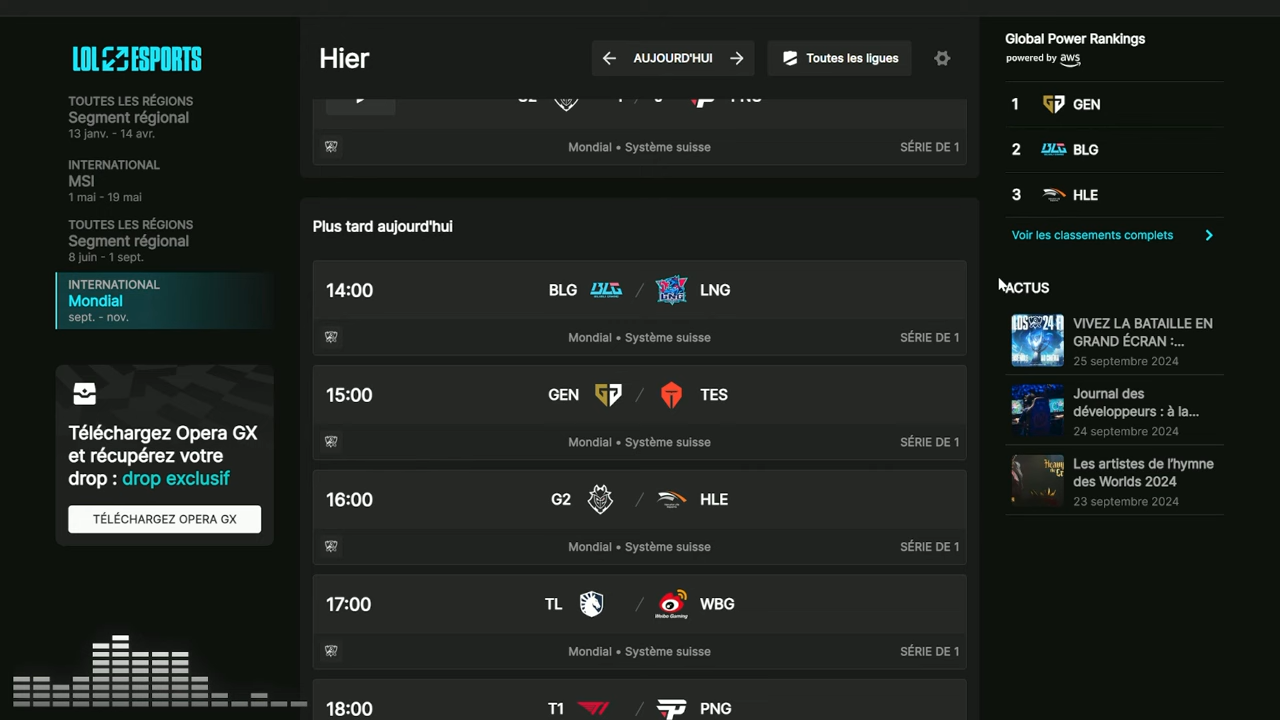 LOL ESPORTS
TOUTES LES RÉGIONS
Segment régional
13 janv. - 14 avr.
INTERNATIONAL
MSI
1 mai - 19 mai
TOUTES LES RÉGIONS
Segment régional
8 juin - 1 sept.
INTERNATIONAL
Mondial
sept. - nov.
Téléchargez Opera GX
et récupérez votre
drop : drop exclusif
TÉLÉCHARGEZ OPERA GX
Hier
AUJOURD'HUI
Toutes les ligues
G2 PNG
Mondial • Système suisse
SÉRIE DE 1
Plus tard aujourd'hui
14:00
BLG BLG / LNG LNG
Mondial • Système suisse
SÉRIE DE 1
15:00
GEN / TES
Mondial • Système suisse
SÉRIE DE 1
16:00
G2 / HLE
Mondial • Système suisse
SÉRIE DE 1
17:00
TL / Weibo Gaming WBG
Mondial • Système suisse
SÉRIE DE 1
18:00
T1 / PNG
Global Power Rankings
powered by aws
1 GEN
2 BLG BLG
3 HLE
Voir les classements complets
ACTUS
VIVEZ LA BATAILLE EN
GRAND ÉCRAN :...
25 septembre 2024
Journal des
développeurs : à la...
24 septembre 2024
Les artistes de l'hymne
des Worlds 2024
23 septembre 2024